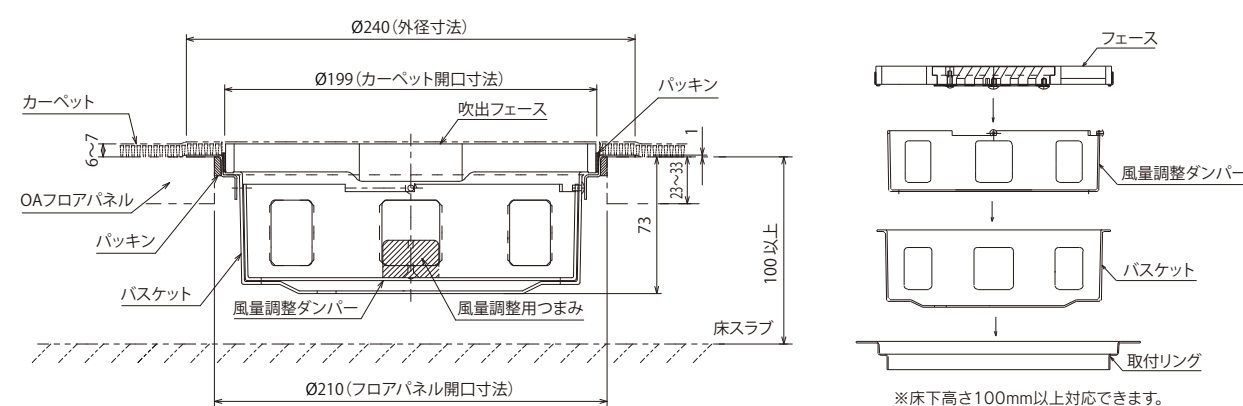 Ø240（外径寸法）
Ø199（カーペット開口寸法）
パッキン
カーペット
吹出フェース
6～7
1
OAフロアパネル
23～33
パッキン
73
100以上
バスケット
風量調整ダンパー
風量調整用つまみ
床スラブ
Ø210（フロアパネル開口寸法）
フェース
風量調整ダンパー
バスケット
取付リング
※床下高さ100mm以上対応できます。